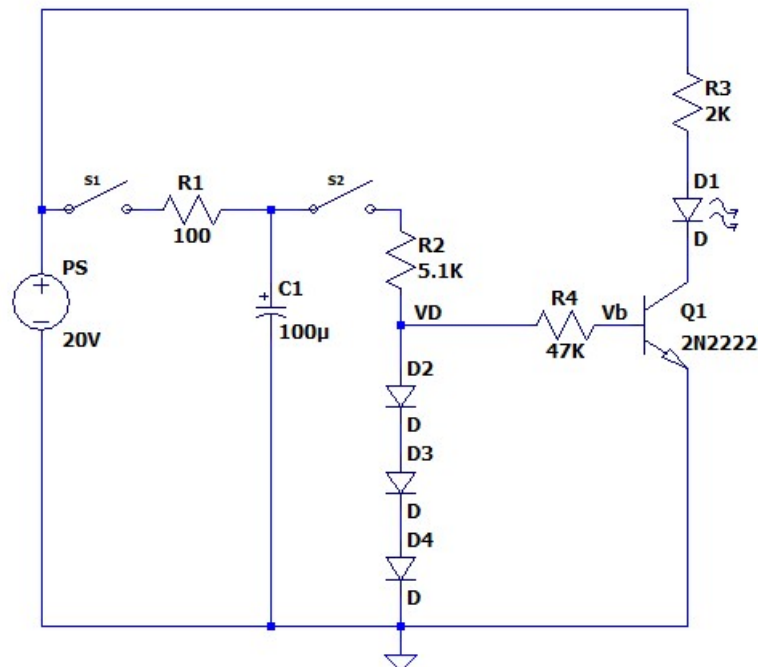 R3
2K
S1
R1
100
S2
R2
5.1K
D1
D
PS
20V
C1
+
100µ
VD
R4
47K
Vb
Q1
2N2222
D2
D
D3
D
D4
D